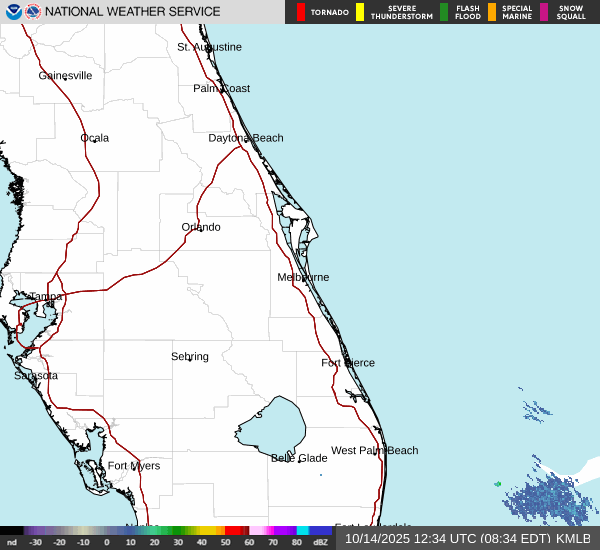 NATIONAL WEATHER SERVICE
TORNADO
SEVERE THUNDERSTORM
FLASH FLOOD
SPECIAL MARINE
SNOW SQUALL
St. Augustine
Gainesville
Palm Coast
Ocala
Daytona Beach
Orlando
Melbourne
Tampa
Sebring
Fort Pierce
Sarasota
West Palm Beach
Belle Glade
Fort Myers
nd -30 -20 -10 0 10 20 30 40 50 60 70 80 dBZ
10/14/2025 12:34 UTC (08:34 EDT) KMLB